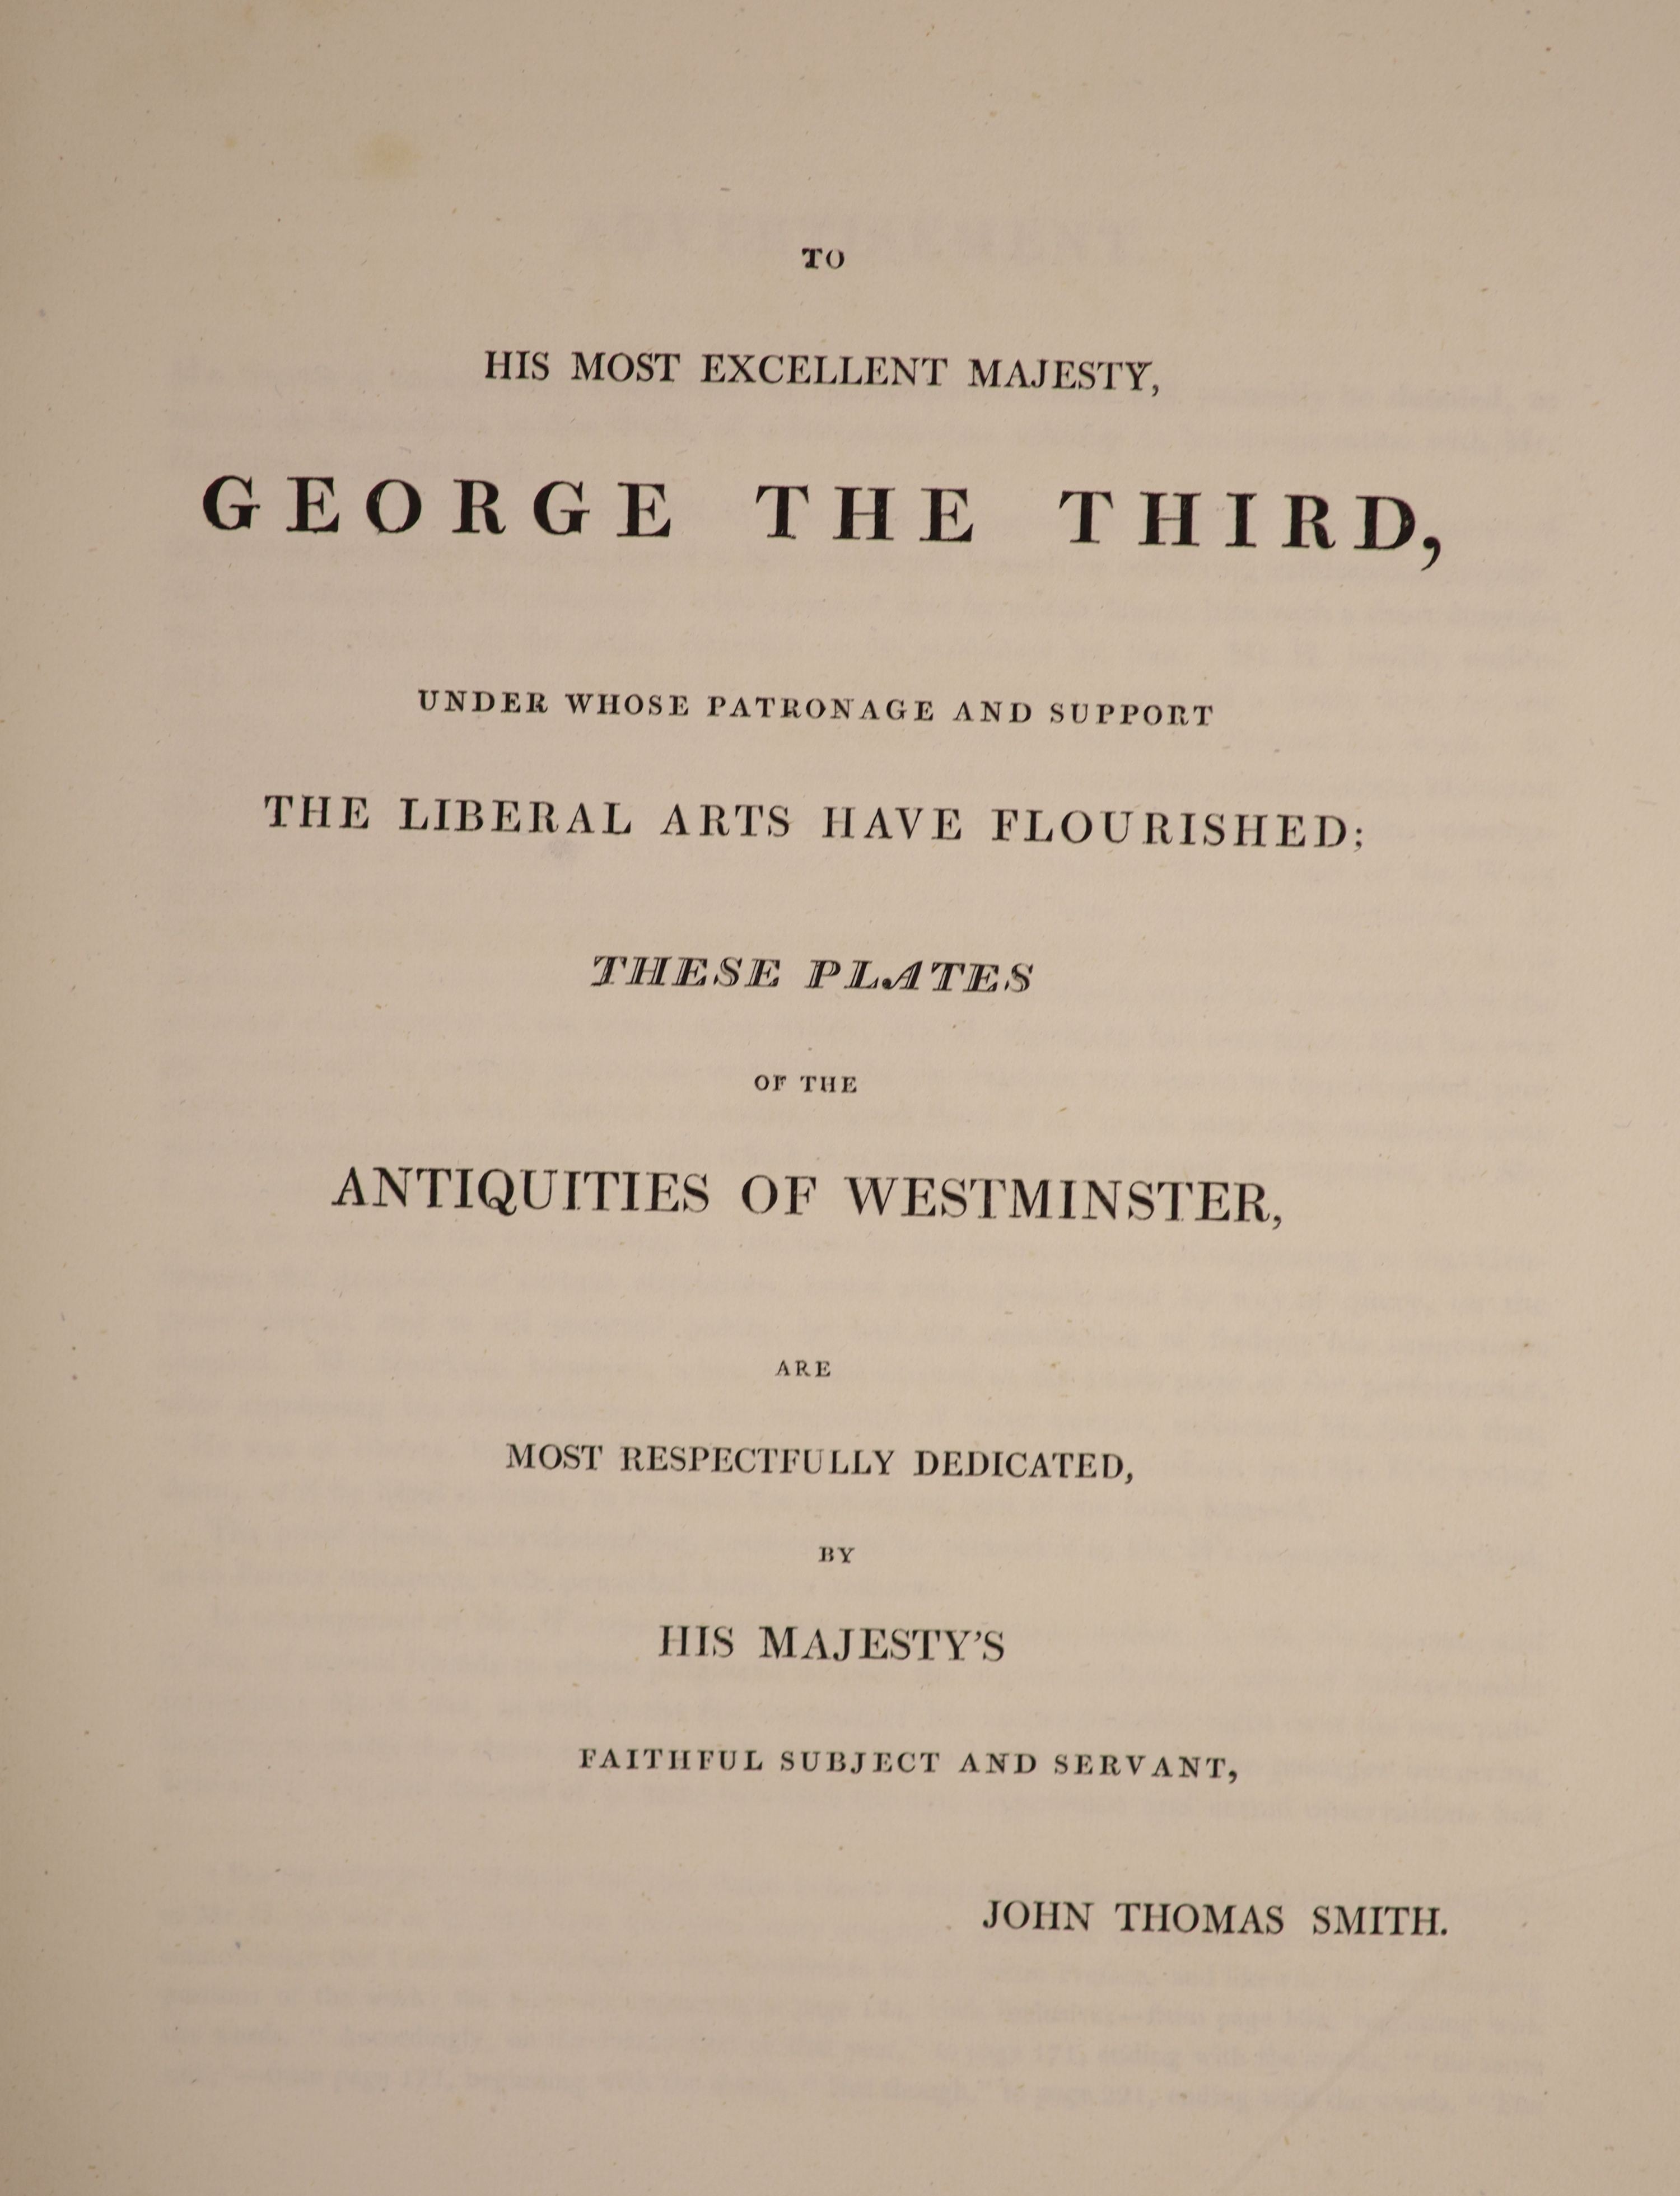 TO
HIS MOST EXCELLENT MAJESTY,
GEORGE THE THIRD,
UNDER WHOSE PATRONAGE AND SUPPORT
THE LIBERAL ARTS HAVE FLOURISHED;
THESE PLATES
OF THE
ANTIQUITIES OF WESTMINSTER,
ARE
MOST RESPECTFULLY DEDICATED,
BY
HIS MAJESTY'S
FAITHFUL SUBJECT AND SERVANT,
JOHN THOMAS SMITH.